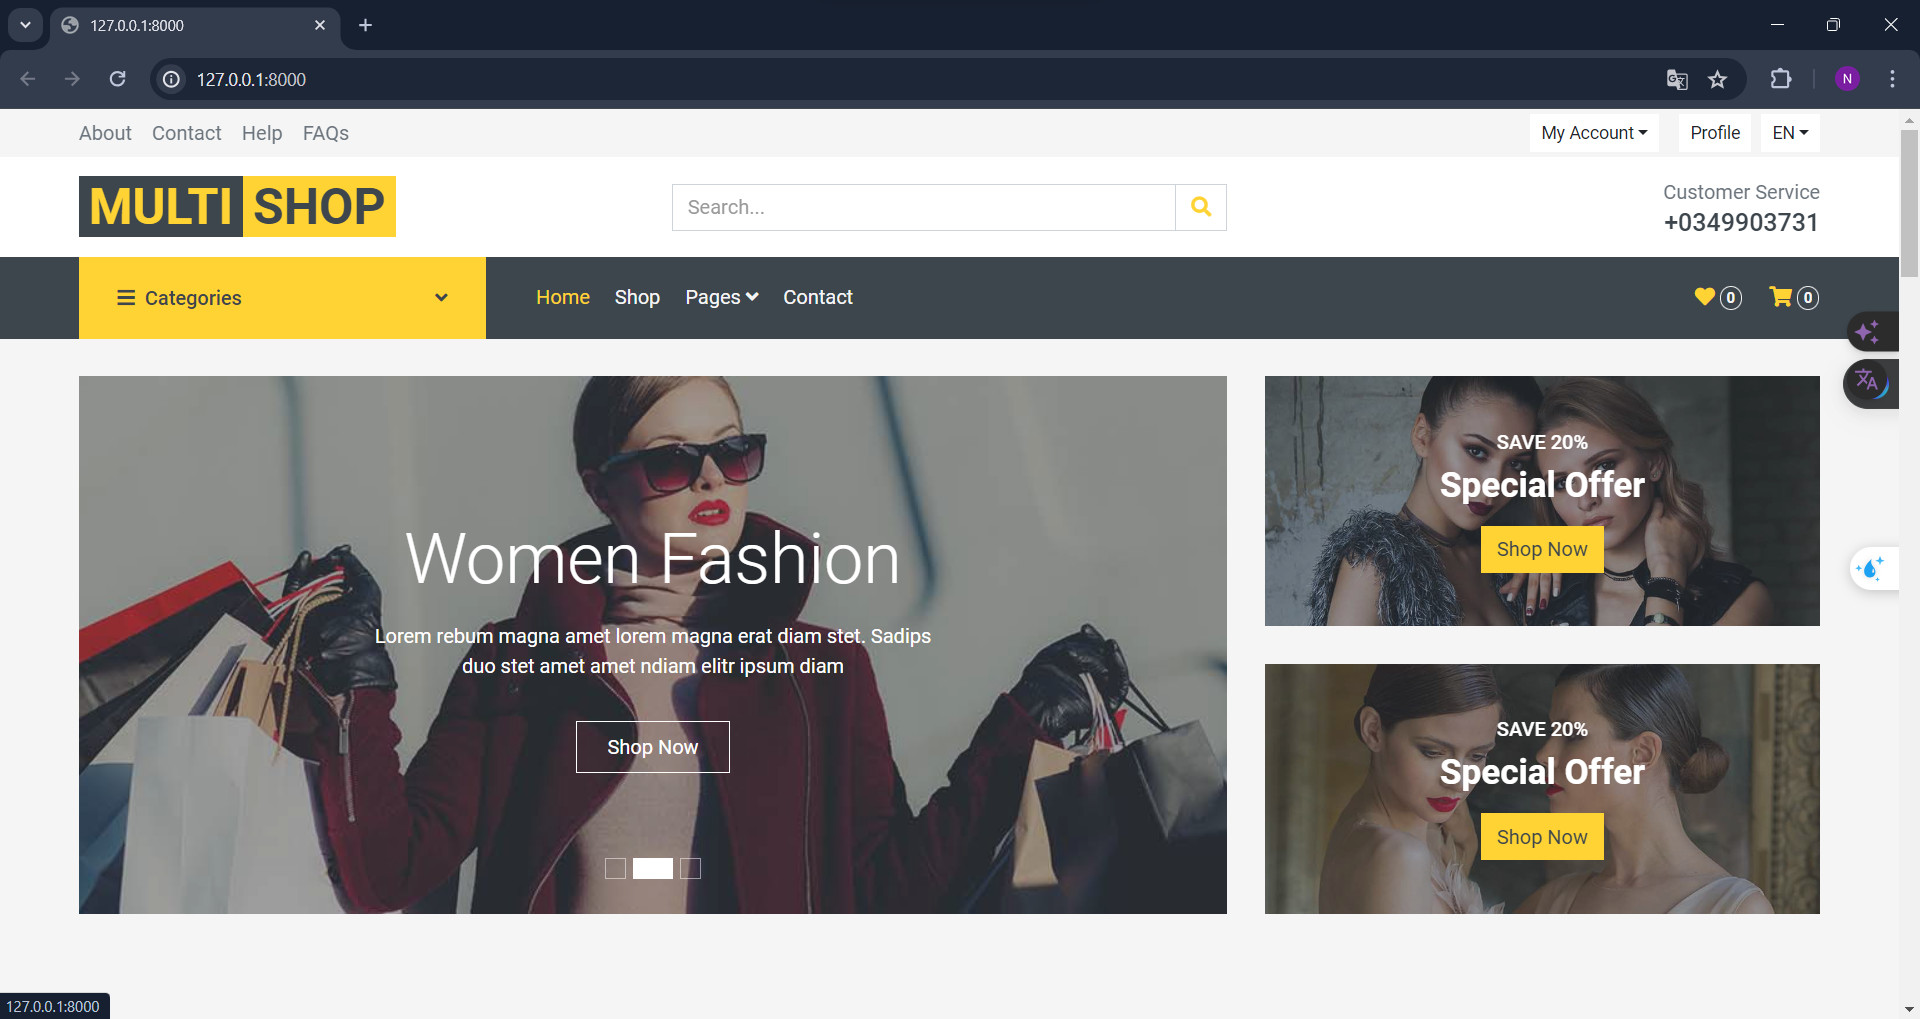 127.0.0.1:8000
127.0.0.1:8000
N
About Contact Help FAQs
My Account Profile EN
MULTI SHOP
Search...
Customer Service
+0349903731
Categories
Home Shop Pages Contact
0 0
Women Fashion
Lorem rebum magna amet lorem magna erat diam stet. Sadips
duo stet amet amet ndiam elitr ipsum diam
Shop Now
SAVE 20%
Special Offer
Shop Now
SAVE 20%
Special Offer
Shop Now
127.0.0.1:8000